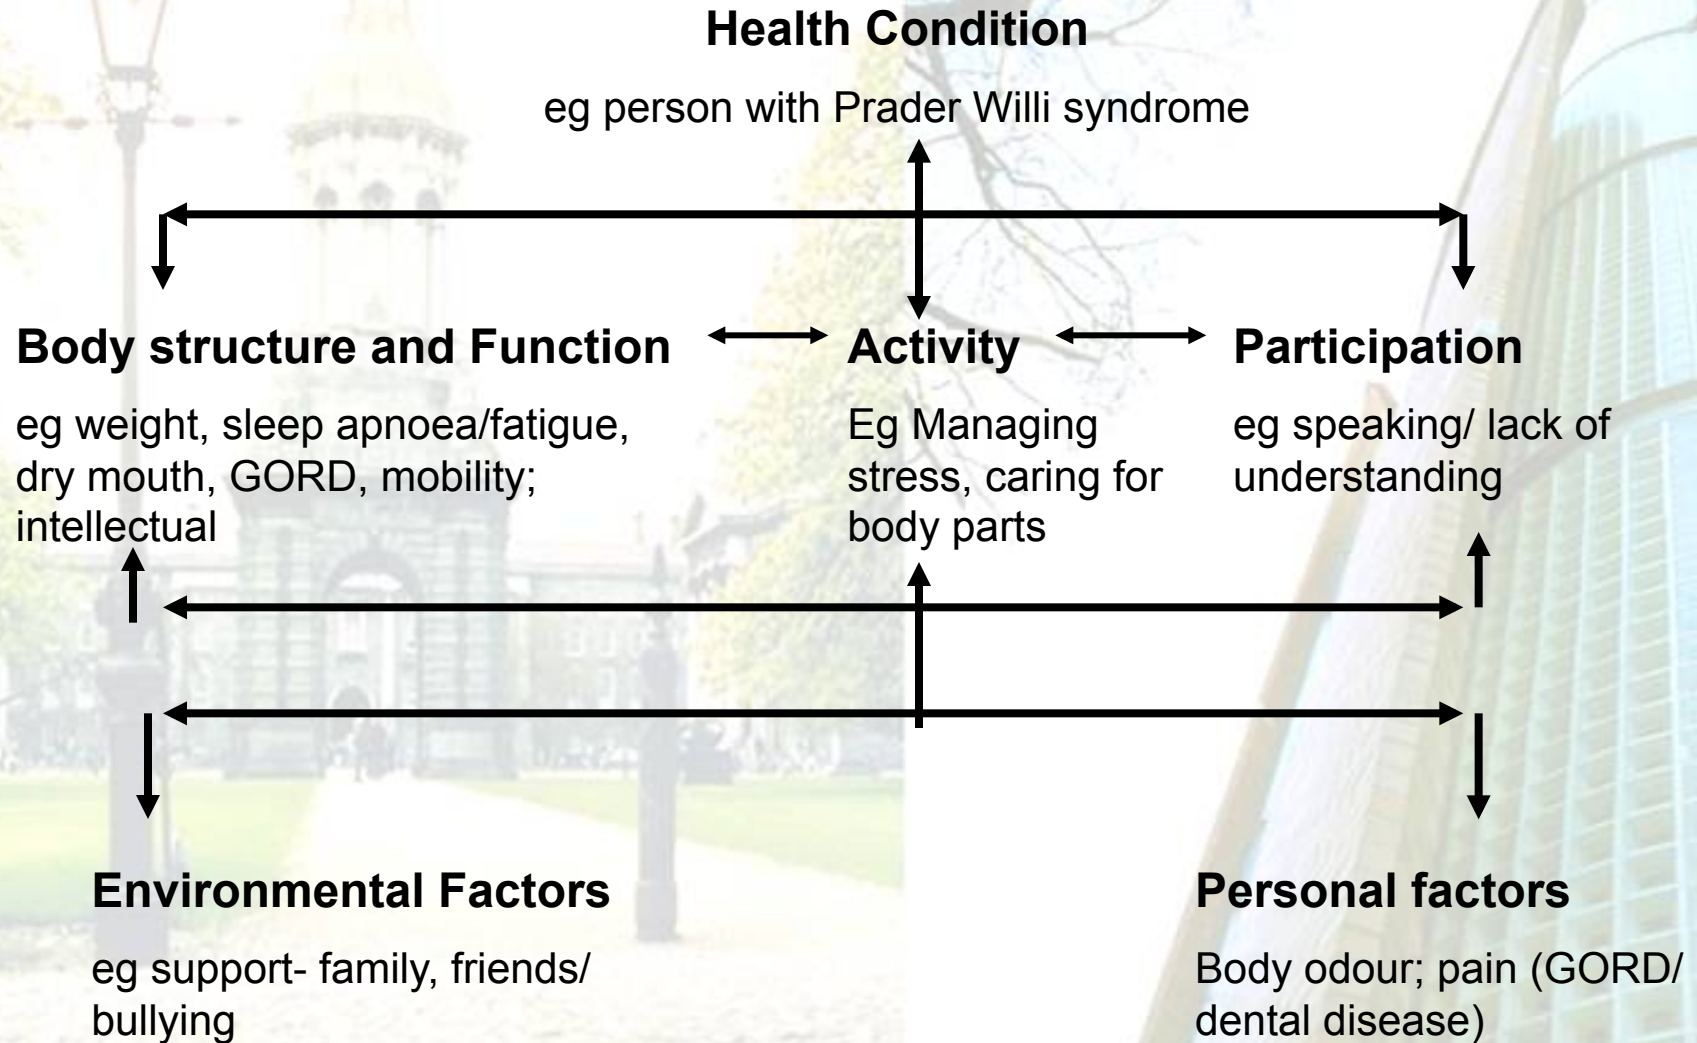 Health Condition
eg person with Prader Willi syndrome
Body structure and Function
eg weight, sleep apnoea/fatigue,
dry mouth, GORD, mobility;
intellectual
Activity
Eg Managing
stress, caring for
body parts
Participation
eg speaking/ lack of
understanding
Environmental Factors
eg support- family, friends/
bullying
Personal factors
Body odour; pain (GORD/
dental disease)